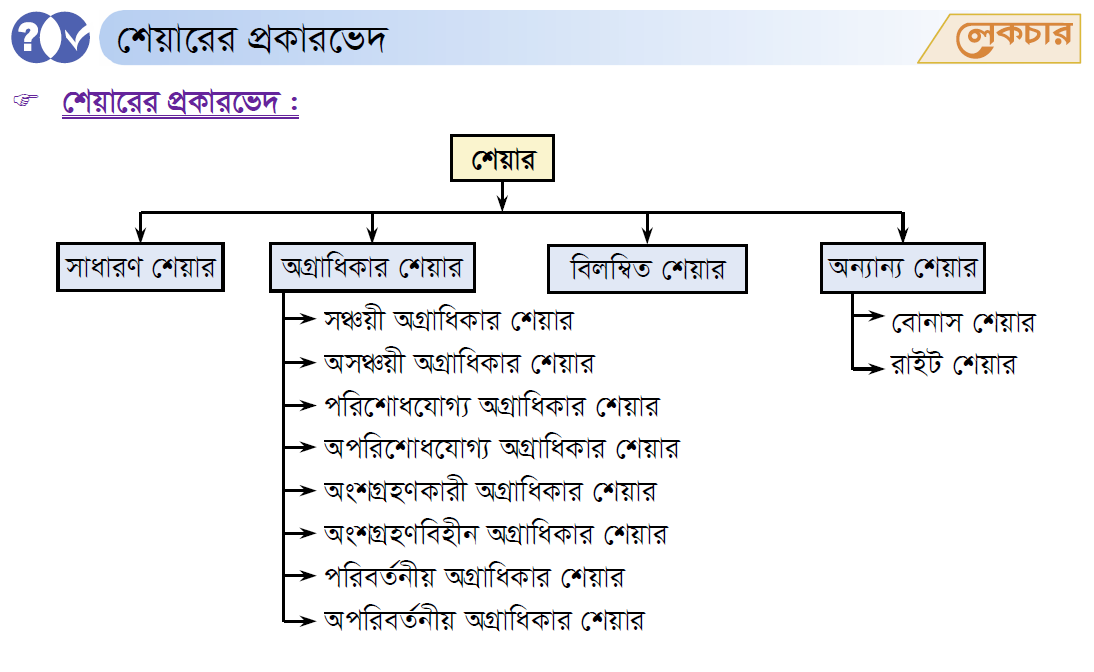 ?
শেয়ারের প্রকারভেদ
লেকচার
☞ শেয়ারের প্রকারভেদ :
শেয়ার
সাধারণ শেয়ার
অগ্রাধিকার শেয়ার
বিলম্বিত শেয়ার
অন্যান্য শেয়ার
সঞ্চয়ী অগ্রাধিকার শেয়ার
অসঞ্চয়ী অগ্রাধিকার শেয়ার
পরিশোধযোগ্য অগ্রাধিকার শেয়ার
অপরিশোধযোগ্য অগ্রাধিকার শেয়ার
অংশগ্রহণকারী অগ্রাধিকার শেয়ার
অংশগ্রহণবিহীন অগ্রাধিকার শেয়ার
পরিবর্তনীয় অগ্রাধিকার শেয়ার
অপরিবর্তনীয় অগ্রাধিকার শেয়ার
বোনাস শেয়ার
রাইট শেয়ার